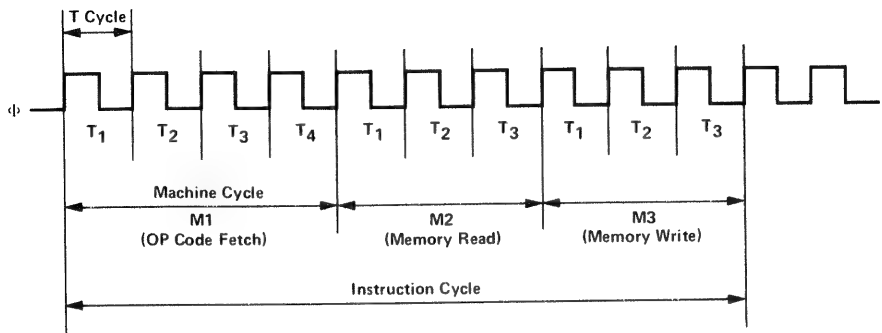 T Cycle
Φ
T1 T2 T3 T4 T1 T2 T3 T1 T2 T3
Machine Cycle
M1 M2 M3
(OP Code Fetch) (Memory Read) (Memory Write)
Instruction Cycle